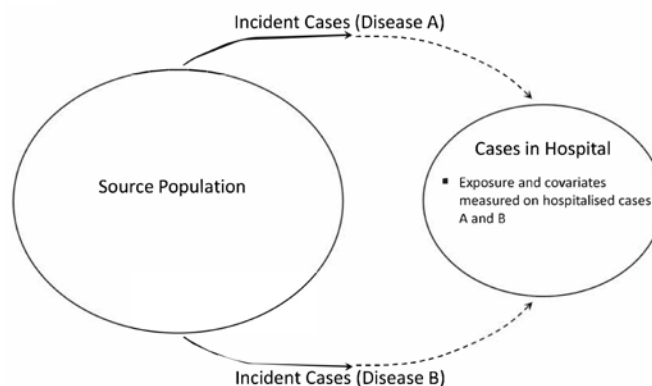 Incident Cases (Disease A)
Source Population
Cases in Hospital
▪ Exposure and covariates
measured on hospitalised cases
A and B
Incident Cases (Disease B)